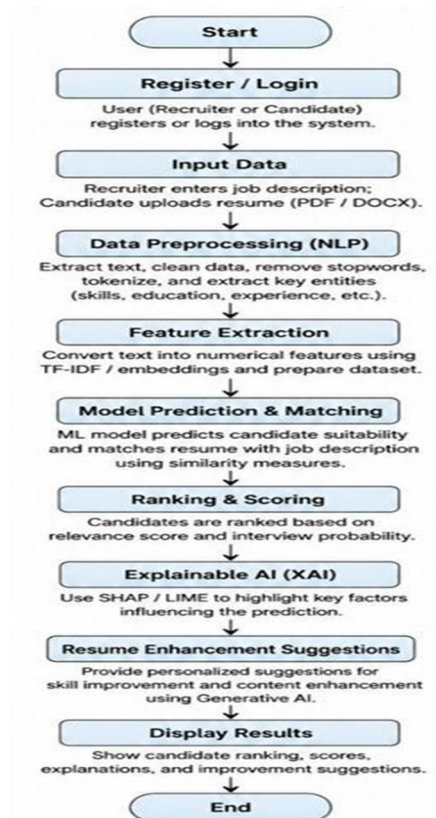 Start
Register / Login
User (Recruiter or Candidate)
registers or logs into the system.
Input Data
Recruiter enters job description;
Candidate uploads resume (PDF / DOCX).
Data Preprocessing (NLP)
Extract text, clean data, remove stopwords,
tokenize, and extract key entities
(skills, education, experience, etc.).
Feature Extraction
Convert text into numerical features using
TF-IDF / embeddings and prepare dataset.
Model Prediction & Matching
ML model predicts candidate suitability
and matches resume with job description
using similarity measures.
Ranking & Scoring
Candidates are ranked based on
relevance score and interview probability.
Explainable AI (XAI)
Use SHAP / LIME to highlight key factors
influencing the prediction.
Resume Enhancement Suggestions
Provide personalized suggestions for
skill improvement and content enhancement
using Generative AI.
Display Results
Show candidate ranking, scores,
explanations, and improvement suggestions.
End